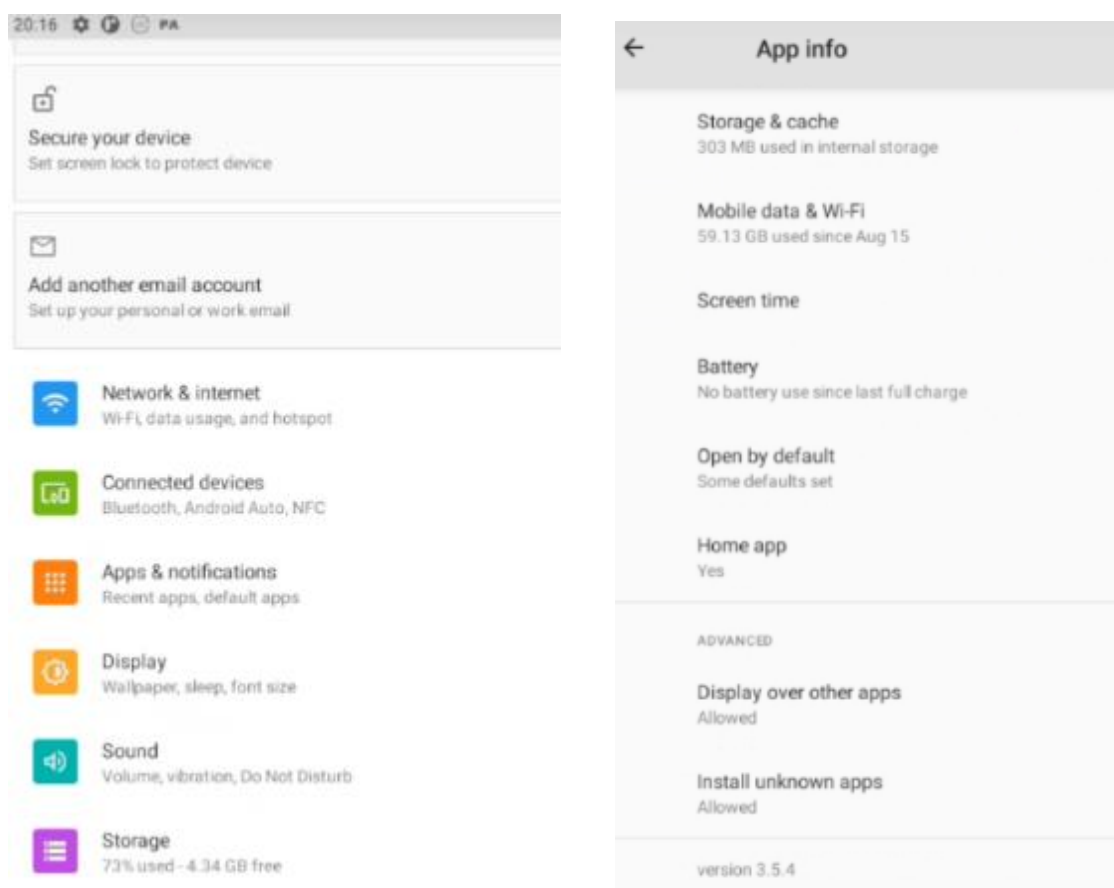 20:16 PA
Secure your device
Set screen lock to protect device
Add another email account
Set up your personal or work email
Network & internet
Wi-Fi, data usage, and hotspot
Connected devices
Bluetooth, Android Auto, NFC
Apps & notifications
Recent apps, default apps
Display
Wallpaper, sleep, font size
Sound
Volume, vibration, Do Not Disturb
Storage
73% used - 4.34 GB free
App info
Storage & cache
303 MB used in internal storage
Mobile data & Wi-Fi
59.13 GB used since Aug 15
Screen time
Battery
No battery use since last full charge
Open by default
Some defaults set
Home app
Yes
ADVANCED
Display over other apps
Allowed
Install unknown apps
Allowed
version 3.5.4